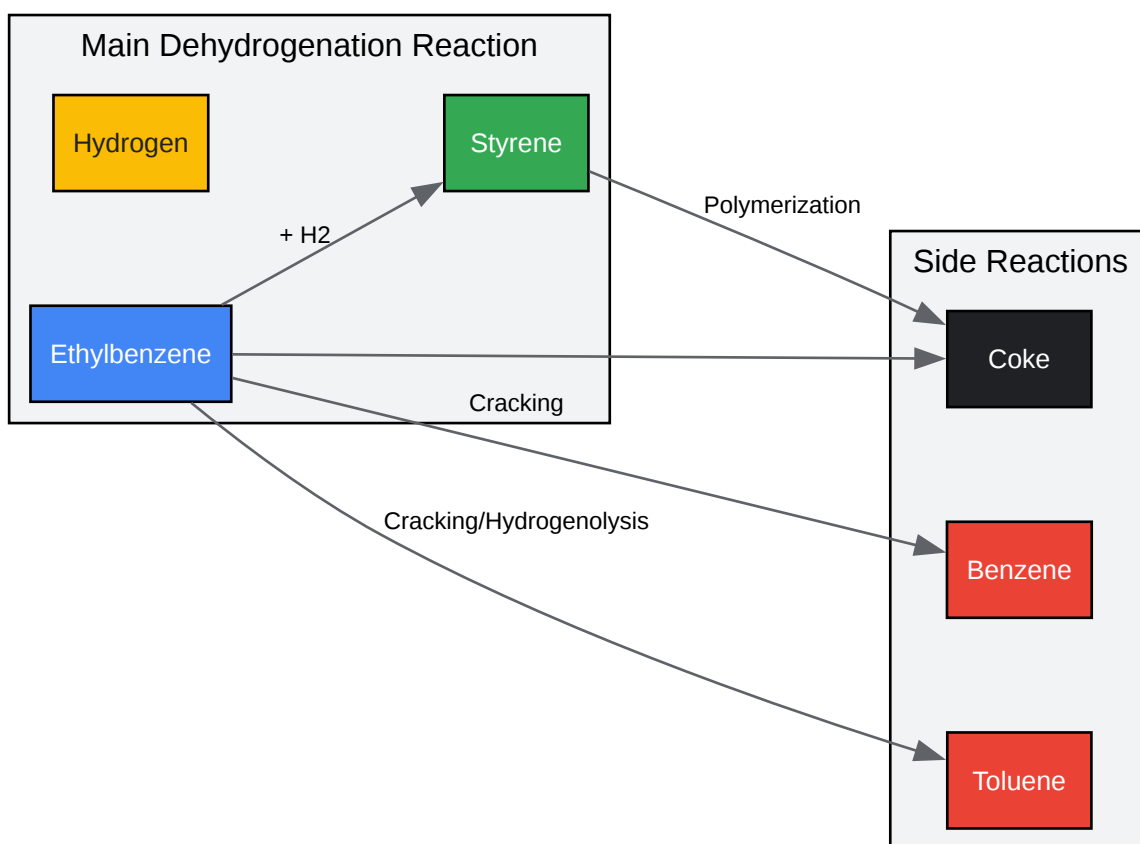 Main Dehydrogenation Reaction
Hydrogen
Styrene
Polymerization
+ H2
Side Reactions
Ethylbenzene
Coke
Cracking
Cracking/Hydrogenolysis
Benzene
Toluene